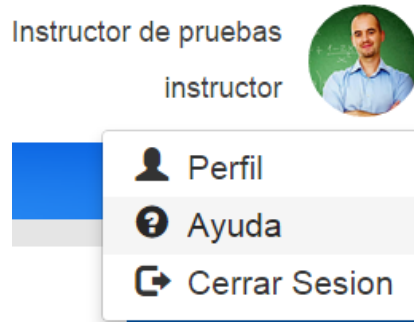 Instructor de pruebas
instructor
Perfil
Ayuda
Cerrar Sesion